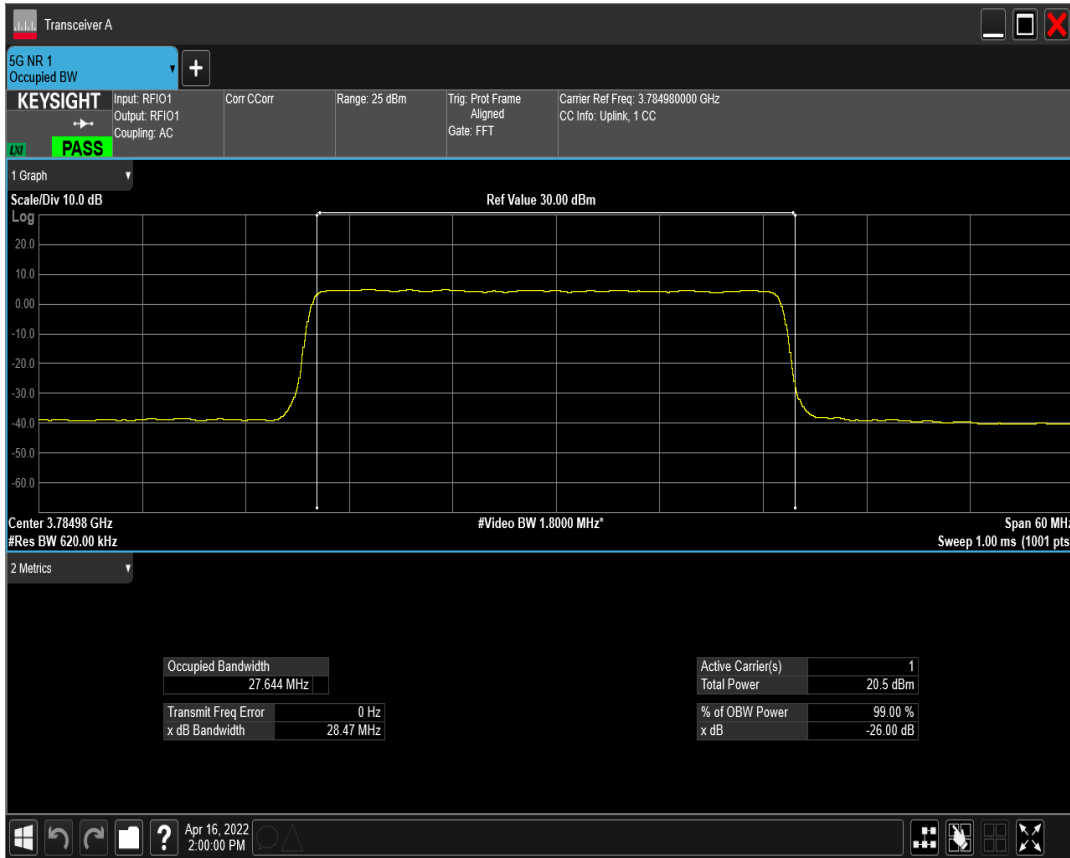 Transceiver A
5G NR 1
Occupied BW
KEYSIGHT
LXI
PASS
Input: RFIO1
Output: RFIO1
Coupling: AC
Corr CCorr
Range: 25 dBm
Trig: Prot Frame
Aligned
Gate: FFT
Carrier Ref Freq: 3.784980000 GHz
CC Info: Uplink, 1 CC
1 Graph
Scale/Div 10.0 dB
Ref Value 30.00 dBm
Log
20.0
10.0
0.00
-10.0
-20.0
-30.0
-40.0
-50.0
-60.0
Center 3.78498 GHz
#Video BW 1.8000 MHz*
Span 60 MHz
#Res BW 620.00 kHz
Sweep 1.00 ms (1001 pts
2 Metrics
Occupied Bandwidth
27.644 MHz
Transmit Freq Error 0 Hz
x dB Bandwidth 28.47 MHz
Active Carrier(s) 1
Total Power 20.5 dBm
% of OBW Power 99.00 %
x dB -26.00 dB
?
Apr 16, 2022
2:00:00 PM